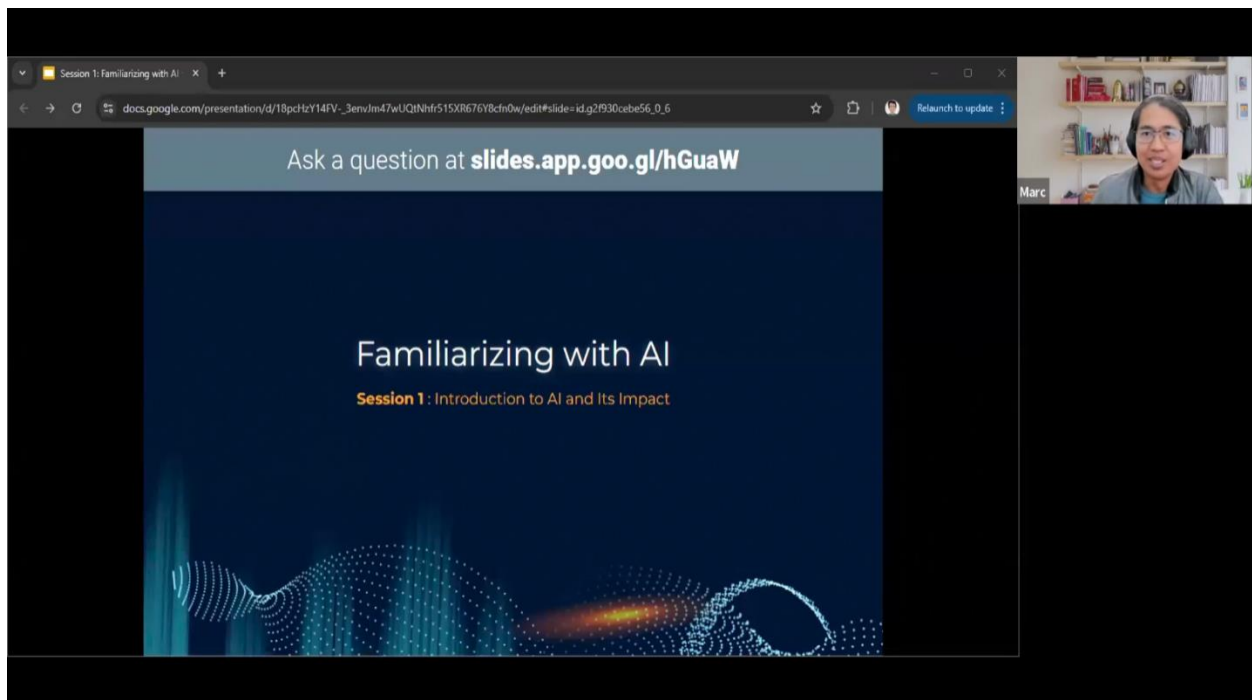 Session 1: Familiarizing with AI
docs.google.com/presentation/d/18pcHzY14FV-_3envJm47wUQtNhfr515XR676Y8cfn0w/edit#slide=id.g2f930cebe56_0_6
Relaunch to update
Ask a question at slides.app.goo.gl/hGuaW
Marc
Familiarizing with AI
Session 1 : Introduction to AI and Its Impact